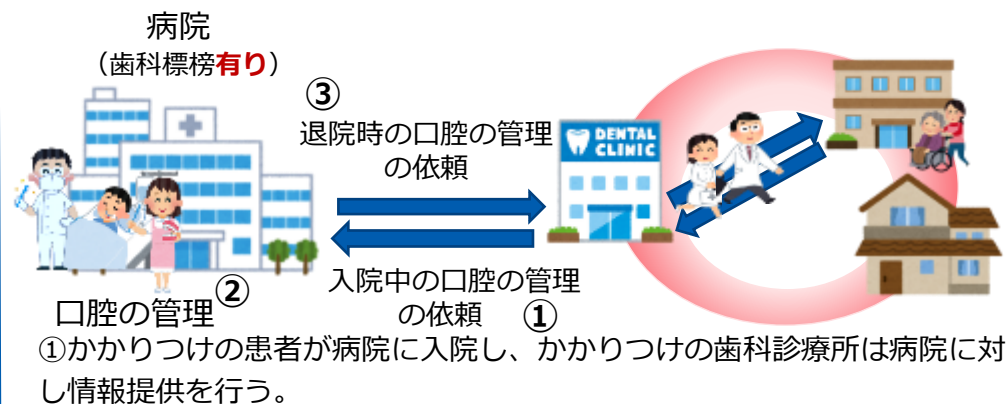 病院
（歯科標榜有り）
③
退院時の口腔の管理
の依頼
DENTAL
CLINIC
入院中の口腔の管理
の依頼 ①
口腔の管理②
①かかりつけの患者が病院に入院し、かかりつけの歯科診療所は病院に対
し情報提供を行う。